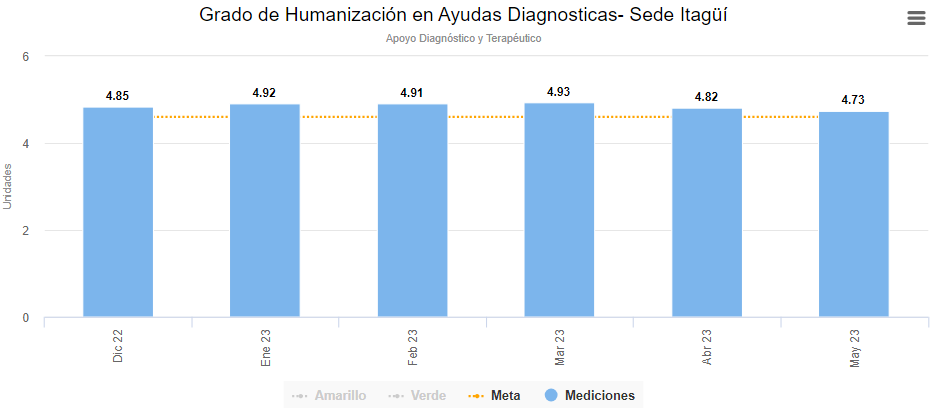 Grado de Humanización en Ayudas Diagnosticas- Sede Itagüí
Apoyo Diagnóstico y Terapéutico
Unidades
6
4
2
0
4.85
4.92
4.91
4.93
4.82
4.73
Dic 22
Ene 23
Feb 23
Mar 23
Abr 23
May 23
Amarillo
Verde
Meta
Mediciones